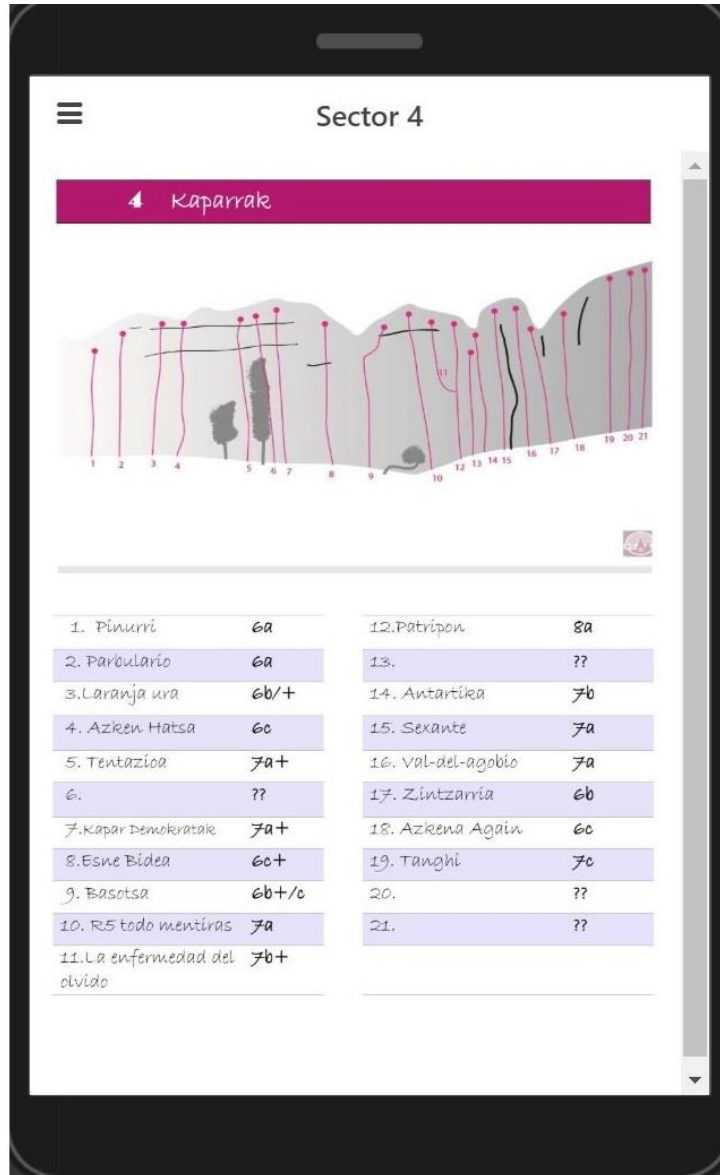 Sector 4
4 Kaparrak
11
1
2
3
4
5
6
7
8
9
10
12
13
14
15
16
17
18
19
20
21
1. Pinurri 6a
2. Parbulario 6a
3.Laranja ura 6b/+
4. Azken Hatsa 6c
5. Tentazioa 7a+
6. ??
7.Kapar Demokratak 7a+
8.Esne Bidea 6c+
9. Basotsa 6b+/c
10. R5 todo mentiras 7a
11.La enfermedad del 7b+
olvido
12.Patripon 8a
13. ??
14. Antartika 7b
15. Sexante 7a
16. Val-del-agobio 7a
17. Zintzarria 6b
18. Azkena Again 6c
19. Tanghi 7c
20. ??
21. ??